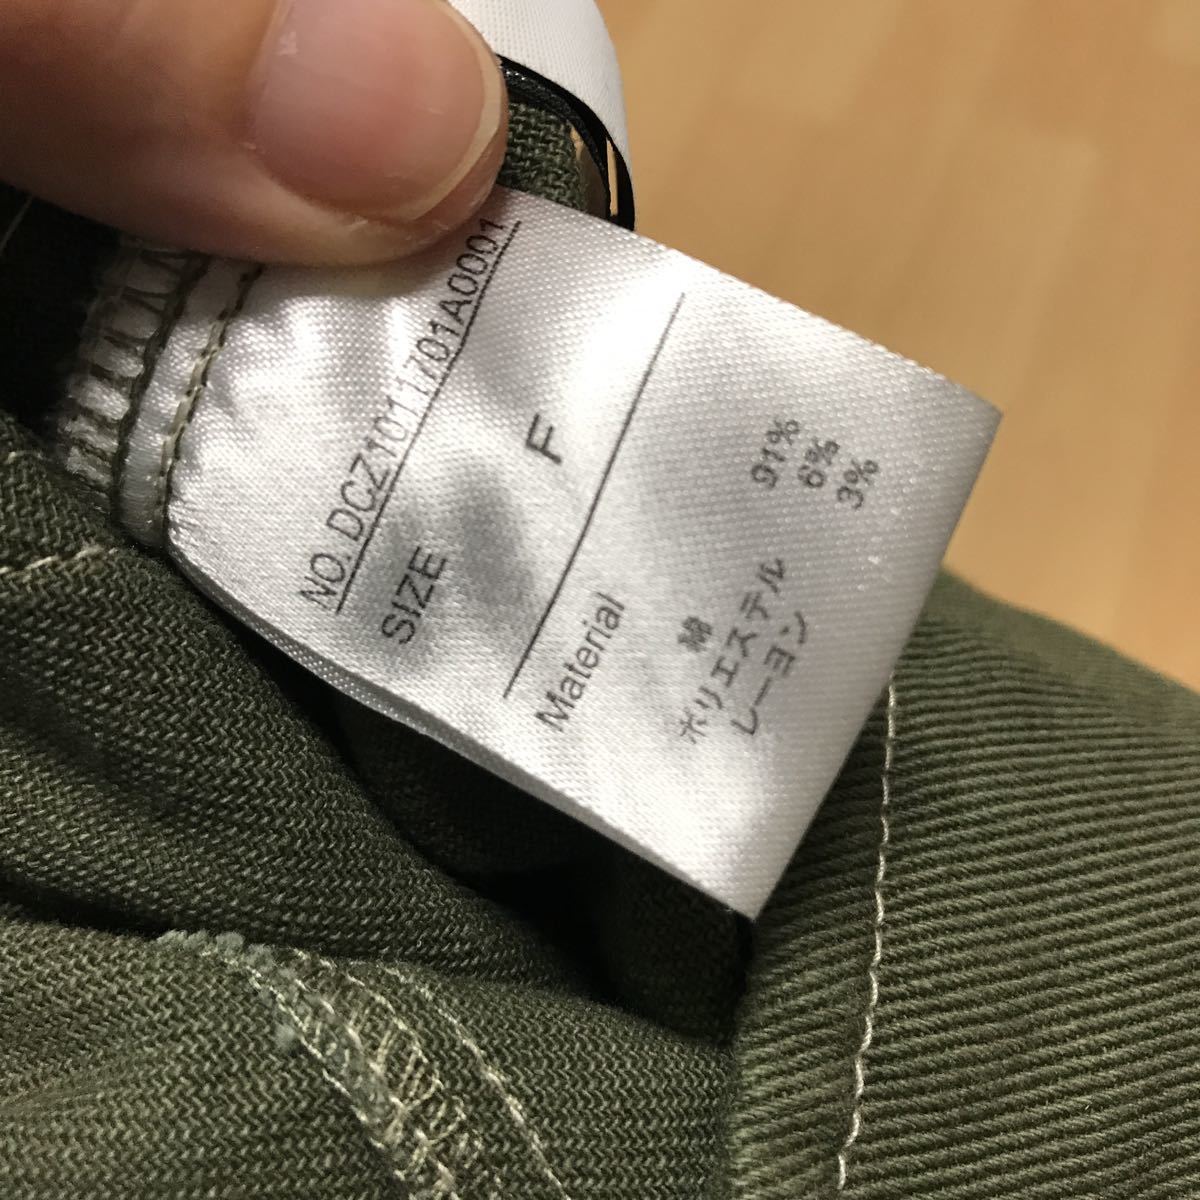 NO. DCZ1011701A0001
SIZE F
Material
綿 91%
ポリエステル 6%
レーヨン 3%